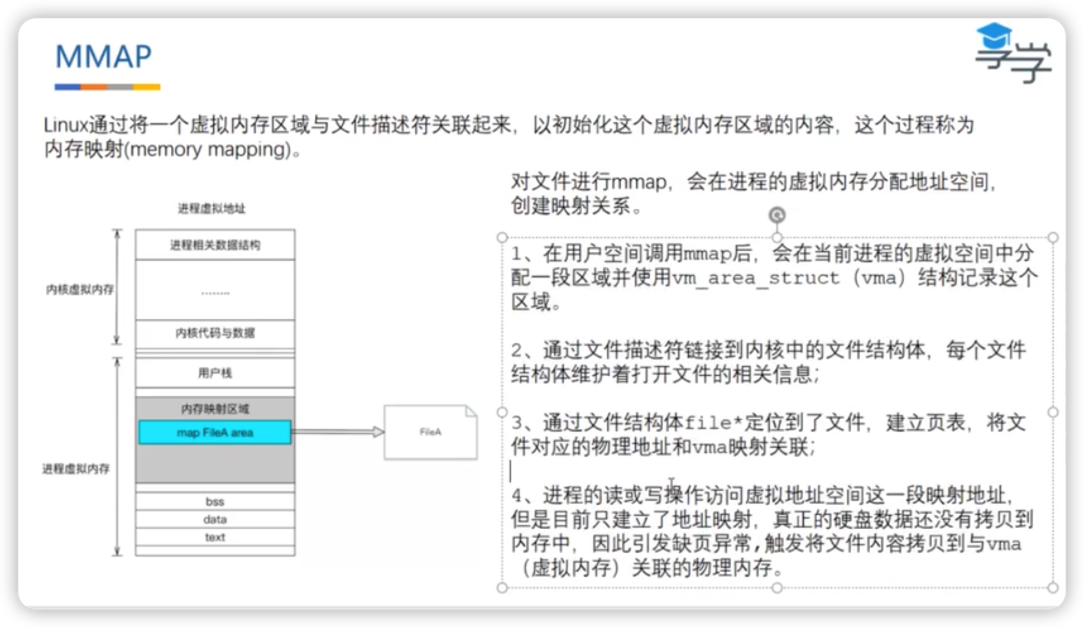 MMAP
享学
Linux通过将一个虚拟内存区域与文件描述符关联起来，以初始化这个虚拟内存区域的内容，这个过程称为
内存映射(memory mapping)。
进程虚拟地址
进程相关数据结构
内核虚拟内存
........
内核代码与数据
用户栈
内存映射区域
map FileA area
FileA
进程虚拟内存
bss
data
text
对文件进行mmap，会在进程的虚拟内存分配地址空间，
创建映射关系。
1、在用户空间调用mmap后，会在当前进程的虚拟空间中分
配一段区域并使用vm_area_struct（vma）结构记录这个
区域。
2、通过文件描述符链接到内核中的文件结构体，每个文件
结构体维护着打开文件的相关信息；
3、通过文件结构体file*定位到了文件，建立页表，将文
件对应的物理地址和vma映射关联；
4、进程的读或写操作访问虚拟地址空间这一段映射地址，
但是目前只建立了地址映射，真正的硬盘数据还没有拷贝到
内存中，因此引发缺页异常,触发将文件内容拷贝到与vma
（虚拟内存）关联的物理内存。